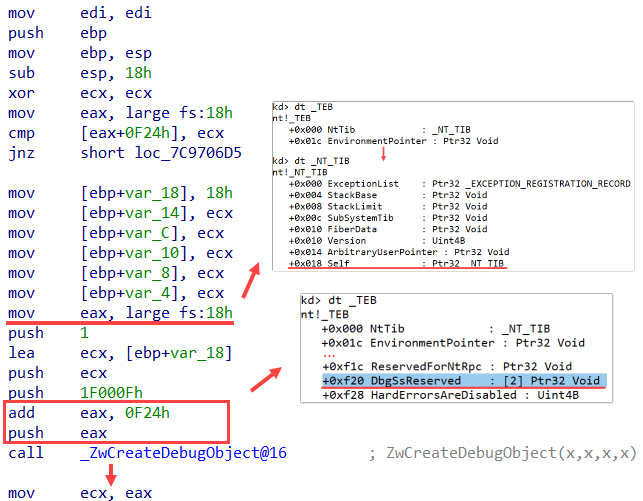 mov edi, edi
push ebp
mov ebp, esp
sub esp, 18h
xor ecx, ecx
mov eax, large fs:18h
cmp [eax+0F24h], ecx
jnz short loc_7C9706D5
mov [ebp+var_18], 18h
mov [ebp+var_14], ecx
mov [ebp+var_C], ecx
mov [ebp+var_10], ecx
mov [ebp+var_8], ecx
mov [ebp+var_4], ecx
mov eax, large fs:18h
push 1
lea ecx, [ebp+var_18]
push ecx
push 1F000Fh
add eax, 0F24h
push eax
call _ZwCreateDebugObject@16 ; ZwCreateDebugObject(x,x,x,x)
mov ecx, eax
kd> dt _TEB
nt!_TEB
+0x000 NtTib : _NT_TIB
+0x01c EnvironmentPointer : Ptr32 Void
kd> dt _NT_TIB
nt!_NT_TIB
+0x000 ExceptionList : Ptr32 _EXCEPTION_REGISTRATION_RECORD
+0x004 StackBase : Ptr32 Void
+0x008 StackLimit : Ptr32 Void
+0x00c SubSystemTib : Ptr32 Void
+0x010 FiberData : Ptr32 Void
+0x010 Version : Uint4B
+0x014 ArbitraryUserPointer : Ptr32 Void
+0x018 Self : Ptr32 _NT_TIB
kd> dt _TEB
nt!_TEB
+0x000 NtTib : _NT_TIB
+0x01c EnvironmentPointer : Ptr32 Void
...
+0xf1c ReservedForNtRpc : Ptr32 Void
+0xf20 DbgSsReserved : [2] Ptr32 Void
+0xf28 HardErrorsAreDisabled : Uint4B